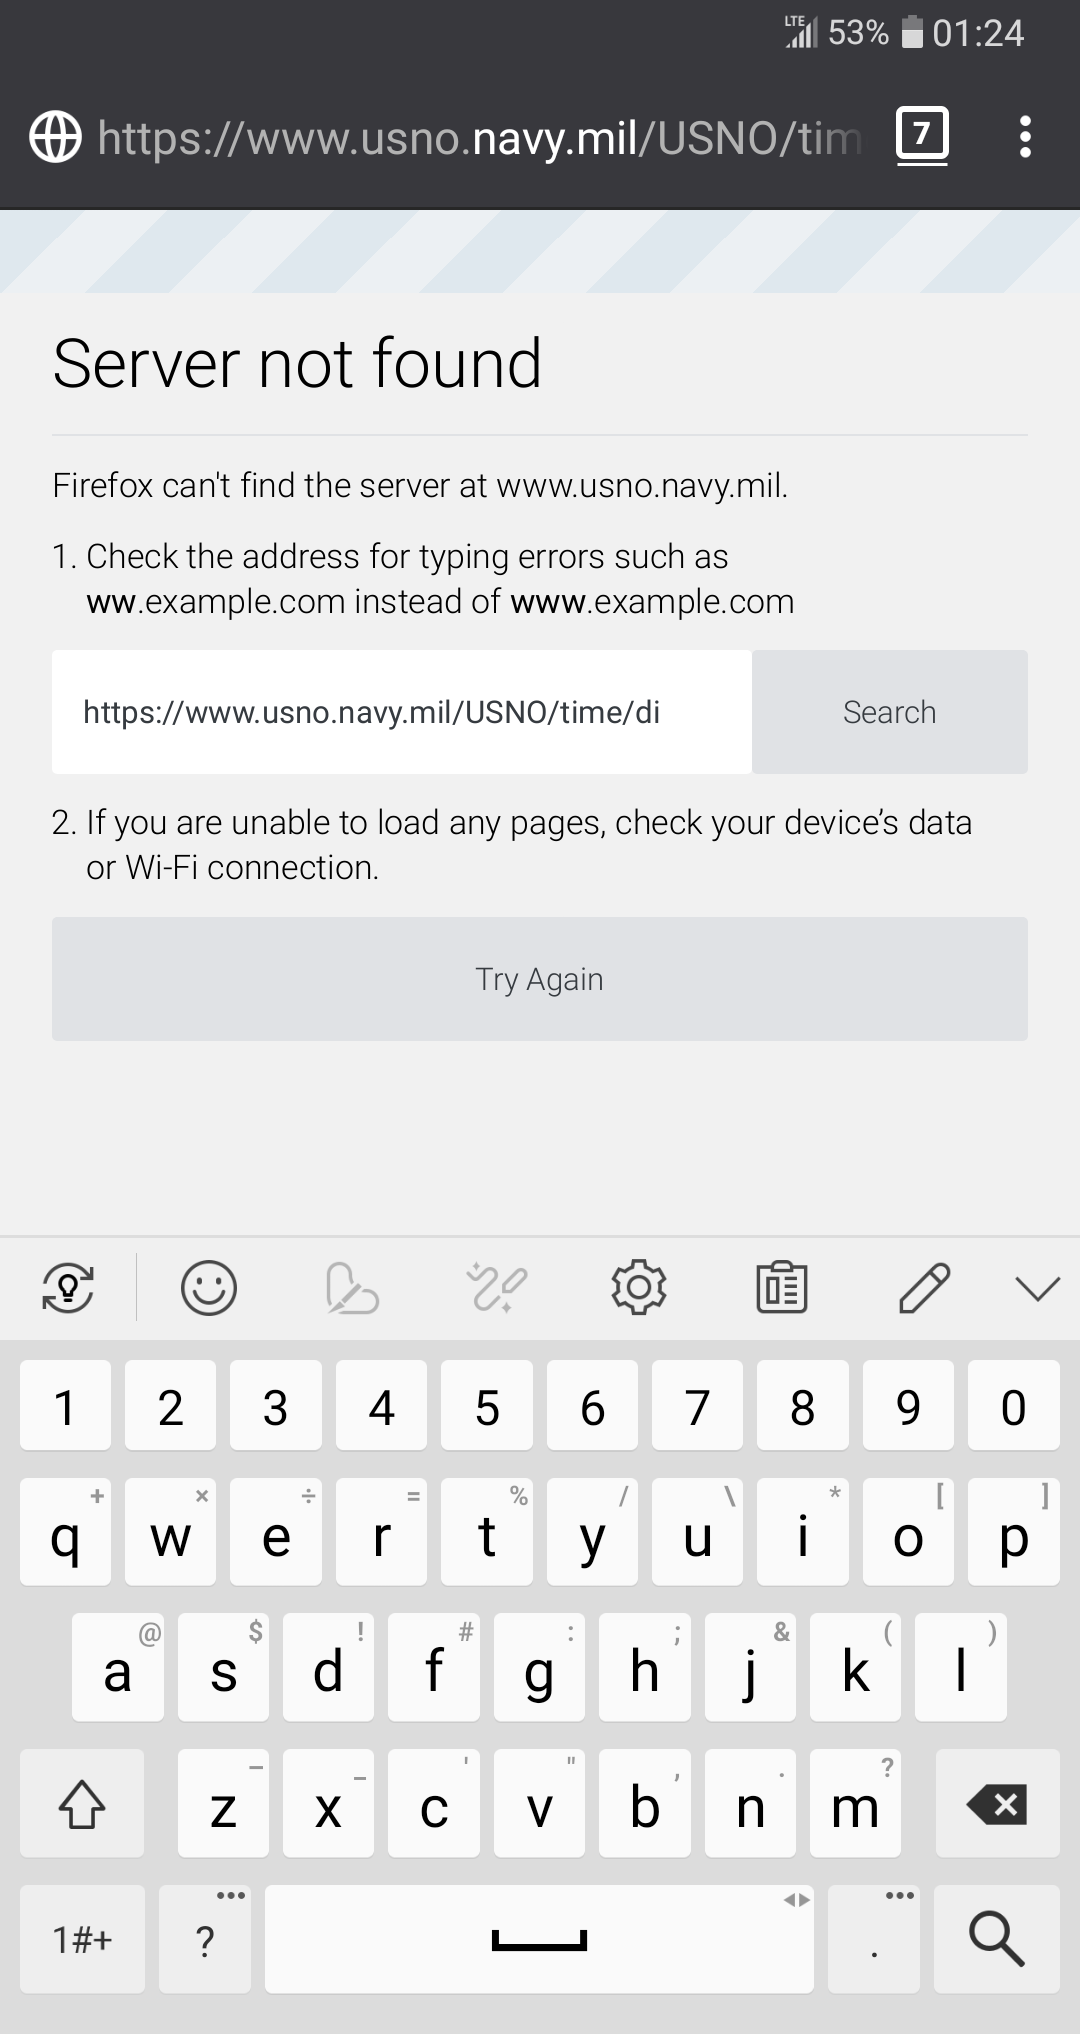 LTE 53% 01:24
https://www.usno.navy.mil/USNO/tim 7
Server not found
Firefox can't find the server at www.usno.navy.mil.
1. Check the address for typing errors such as
ww.example.com instead of www.example.com
https://www.usno.navy.mil/USNO/time/di Search
2. If you are unable to load any pages, check your device’s data
or Wi-Fi connection.
Try Again
1 2 3 4 5 6 7 8 9 0
+ × ÷ = % / \ * [ ]
q w e r t y u i o p
@ $ ! # : ; & ( )
a s d f g h j k l
– _ ' " , . ?
z x c v b n m
1#+ ? .